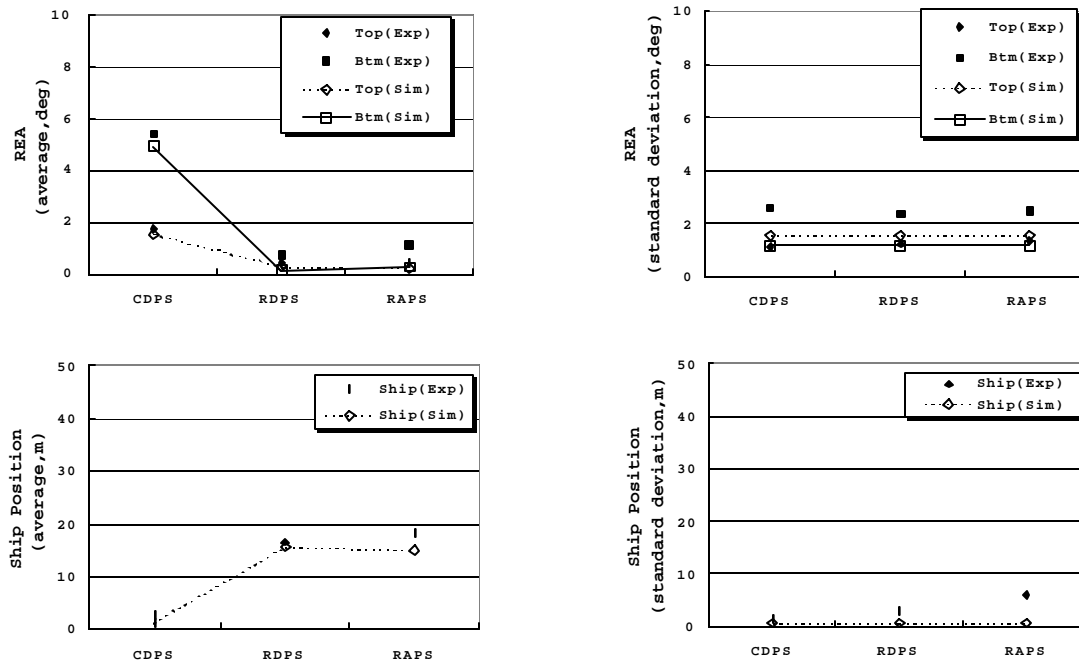 REA
(average,deg)
10
8
6
4
2
0
Top(Exp)
Btm(Exp)
Top(Sim)
Btm(Sim)
CDPS RDPS RAPS
REA
(standard deviation,deg)
10
8
6
4
2
0
Top(Exp)
Btm(Exp)
Top(Sim)
Btm(Sim)
CDPS RDPS RAPS
Ship Position
(average,m)
50
40
30
20
10
0
Ship(Exp)
Ship(Sim)
CDPS RDPS RAPS
Ship Position
(standard deviation,m)
50
40
30
20
10
0
Ship(Exp)
Ship(Sim)
CDPS RDPS RAPS